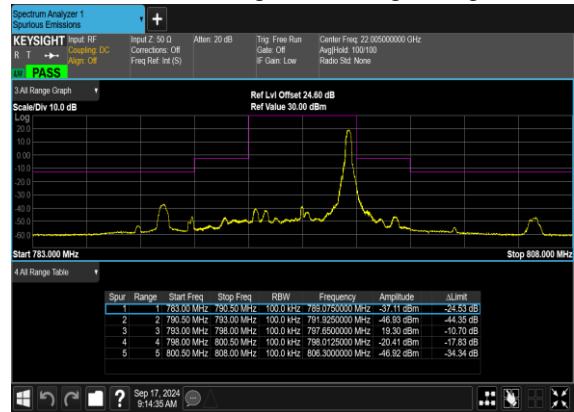 Spectrum Analyzer 1
Spurious Emissions
KEYSIGHT Input: RF Input Z: 50 Ω Atten: 20 dB Trig: Free Run Center Freq: 22.005000000 GHz
R T Coupling: DC Corrections: Off Gate: Off Avg|Hold: 100/100
Align: Off Freq Ref: Int (S) IF Gain: Low Radio Std: None
PASS
3.All Range Graph
Ref Lvl Offset 24.60 dB
Scale/Div 10.0 dB Ref Value 30.00 dBm
Log
20.0
10.0
0.00
-10.0
-20.0
-30.0
-40.0
-50.0
-60.0
Start 783.000 MHz Stop 808.000 MHz
4.All Range Table
Spur Range Start Freq Stop Freq RBW Frequency Amplitude ΔLimit
1 1 783.00 MHz 790.50 MHz 100.0 kHz 789.0750000 MHz -37.11 dBm -24.53 dB
2 2 790.50 MHz 793.00 MHz 100.0 kHz 791.9250000 MHz -46.93 dBm -44.35 dB
3 3 793.00 MHz 798.00 MHz 100.0 kHz 797.6500000 MHz 19.30 dBm -10.70 dB
4 4 798.00 MHz 800.50 MHz 100.0 kHz 798.0125000 MHz -20.41 dBm -17.83 dB
5 5 800.50 MHz 808.00 MHz 100.0 kHz 806.3000000 MHz -46.92 dBm -34.34 dB
? Sep 17, 2024
9:14:35 AM